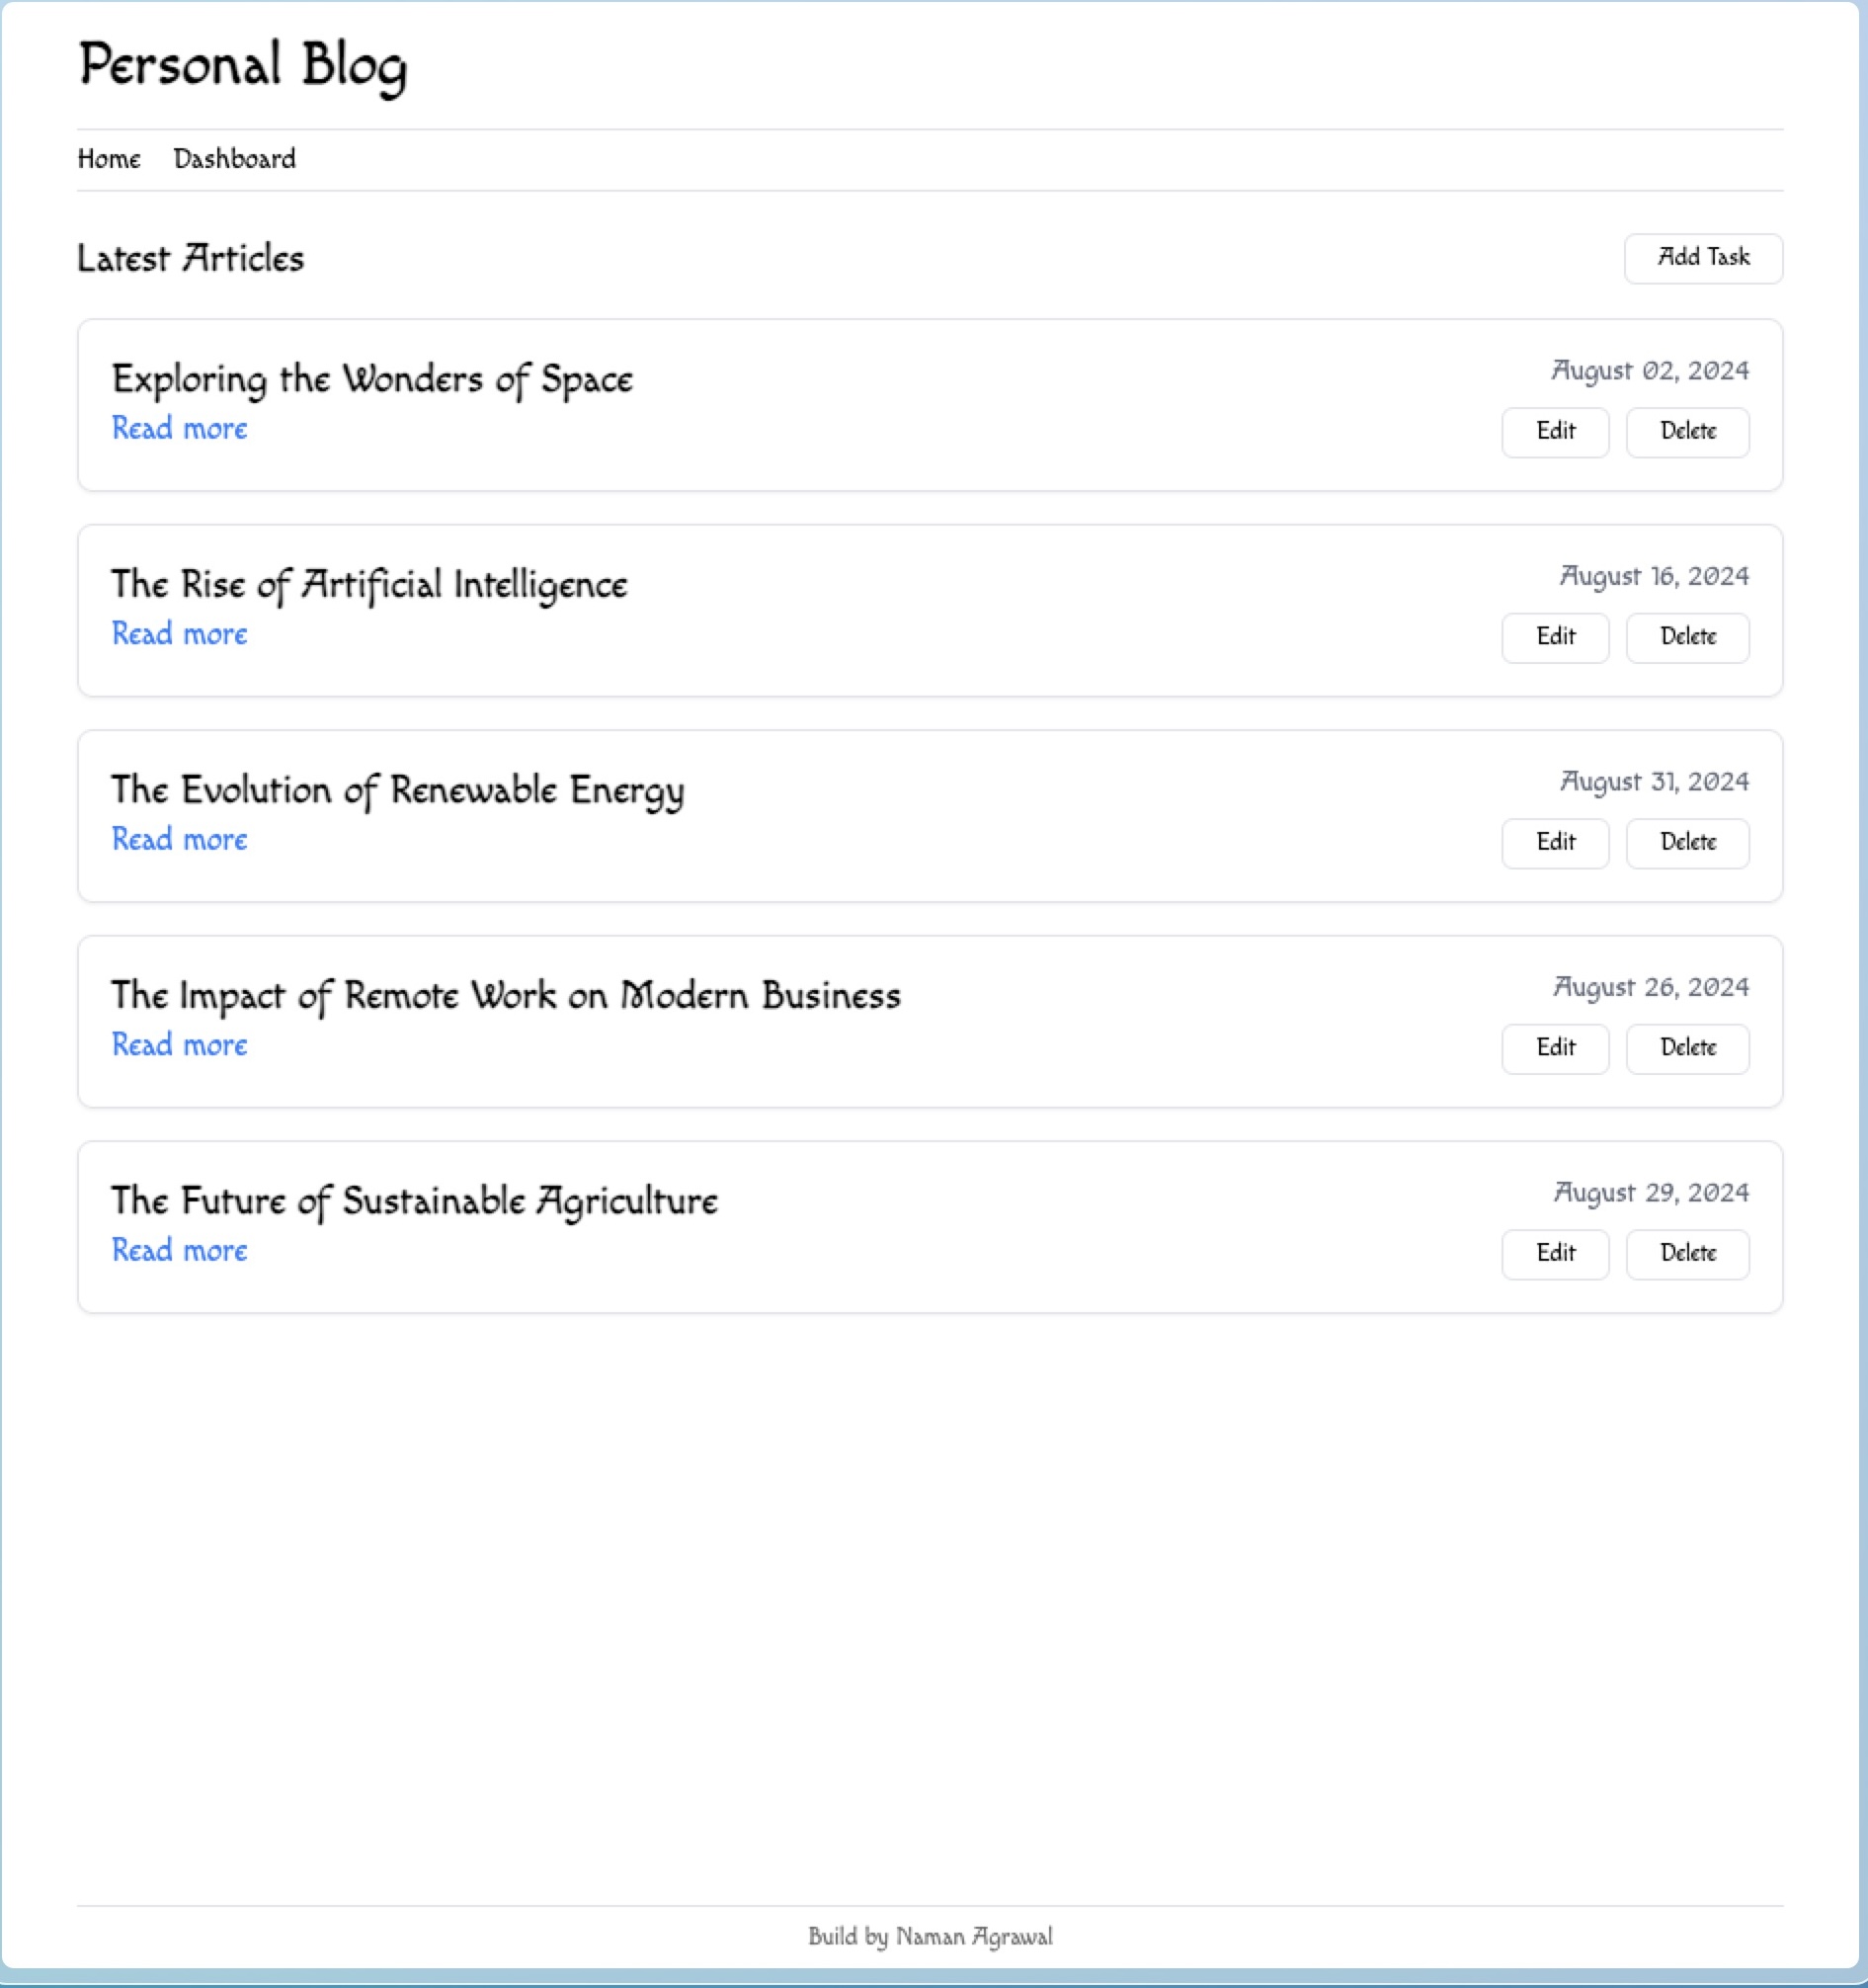 Personal Blog
Home Dashboard
Latest Articles
Add Task
Exploring the Wonders of Space
August 02, 2024
Read more
Edit Delete
The Rise of Artificial Intelligence
August 16, 2024
Read more
Edit Delete
The Evolution of Renewable Energy
August 31, 2024
Read more
Edit Delete
The Impact of Remote Work on Modern Business
August 26, 2024
Read more
Edit Delete
The Future of Sustainable Agriculture
August 29, 2024
Read more
Edit Delete
Build by Naman Agrawal